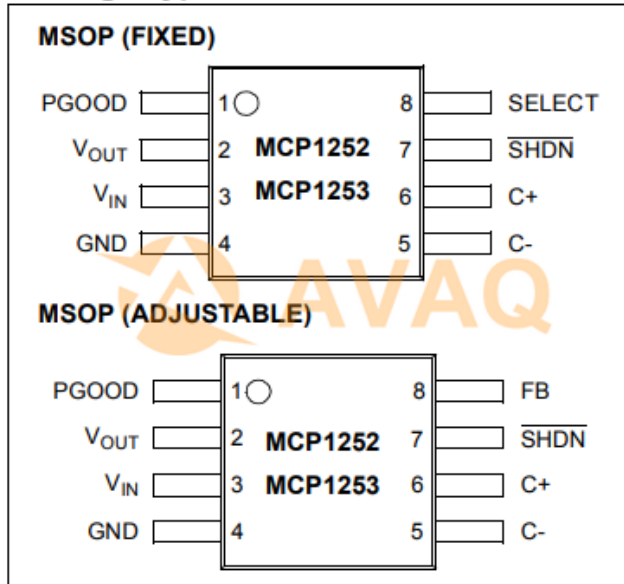 MSOP (FIXED)
PGOOD 1 8 SELECT
VOUT 2 MCP1252 7 SHDN
VIN 3 MCP1253 6 C+
GND 4 5 C-
AVAQ
MSOP (ADJUSTABLE)
PGOOD 1 8 FB
VOUT 2 MCP1252 7 SHDN
VIN 3 MCP1253 6 C+
GND 4 5 C-